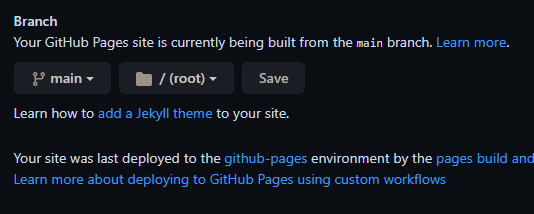 Branch
Your GitHub Pages site is currently being built from the main branch. Learn more.
main / (root) Save
Learn how to add a Jekyll theme to your site.
Your site was last deployed to the github-pages environment by the pages build and
Learn more about deploying to GitHub Pages using custom workflows